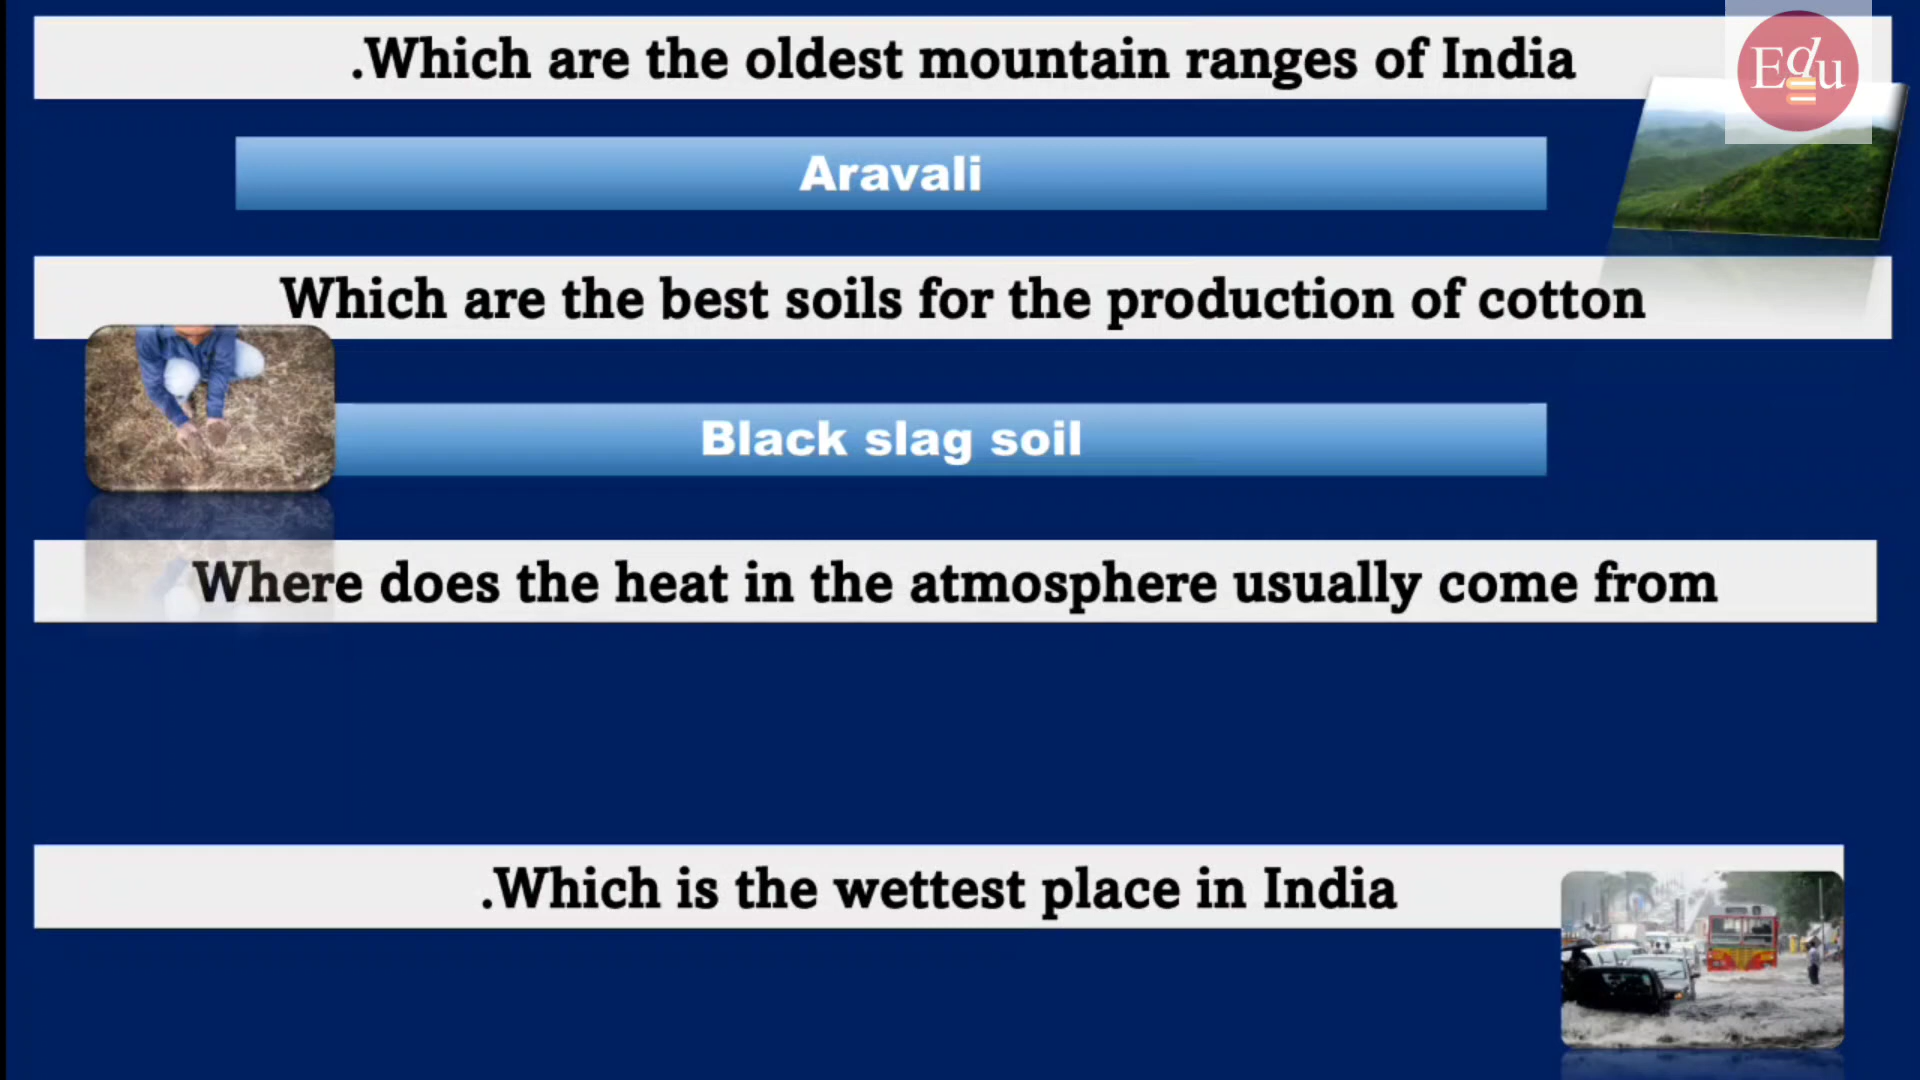 .Which are the oldest mountain ranges of India
Edu
Aravali
Which are the best soils for the production of cotton
Black slag soil
Where does the heat in the atmosphere usually come from
.Which is the wettest place in India